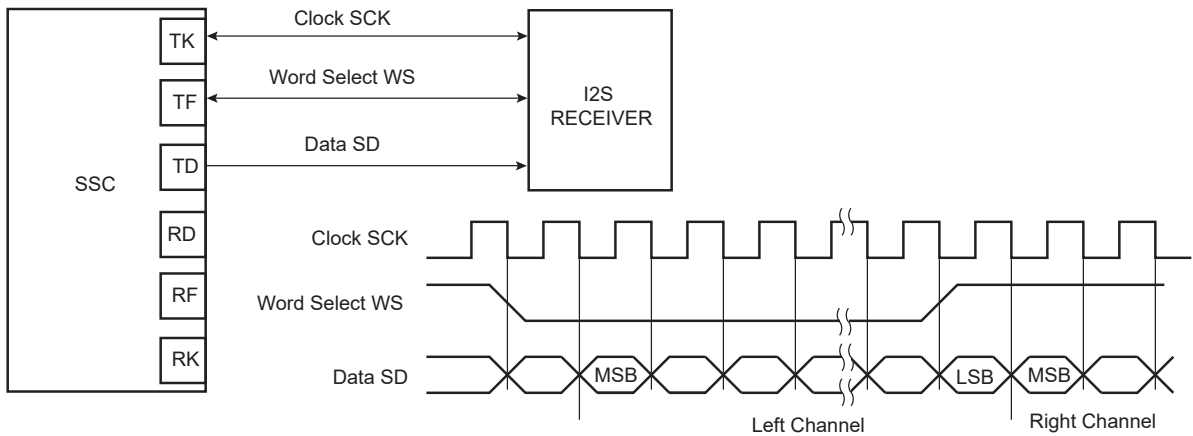 Clock SCK
TK
Word Select WS
TF
I2S
RECEIVER
Data SD
TD
SSC
RD
RF
RK
Clock SCK
Word Select WS
Data SD
MSB
LSB
MSB
Left Channel
Right Channel